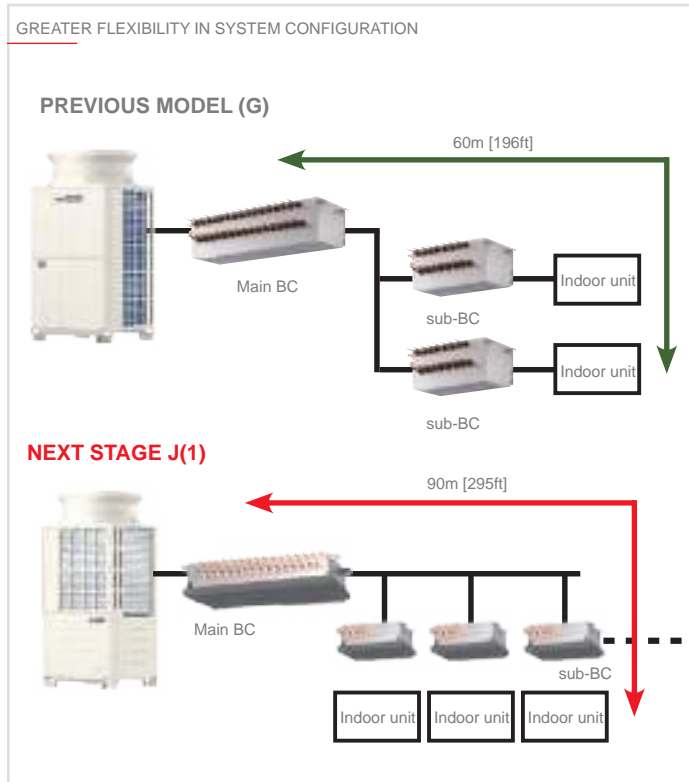 GREATER FLEXIBILITY IN SYSTEM CONFIGURATION
PREVIOUS MODEL (G)
60m [196ft]
Main BC
Indoor unit
sub-BC
Indoor unit
sub-BC
NEXT STAGE J(1)
90m [295ft]
Main BC
sub-BC
Indoor unit
Indoor unit
Indoor unit